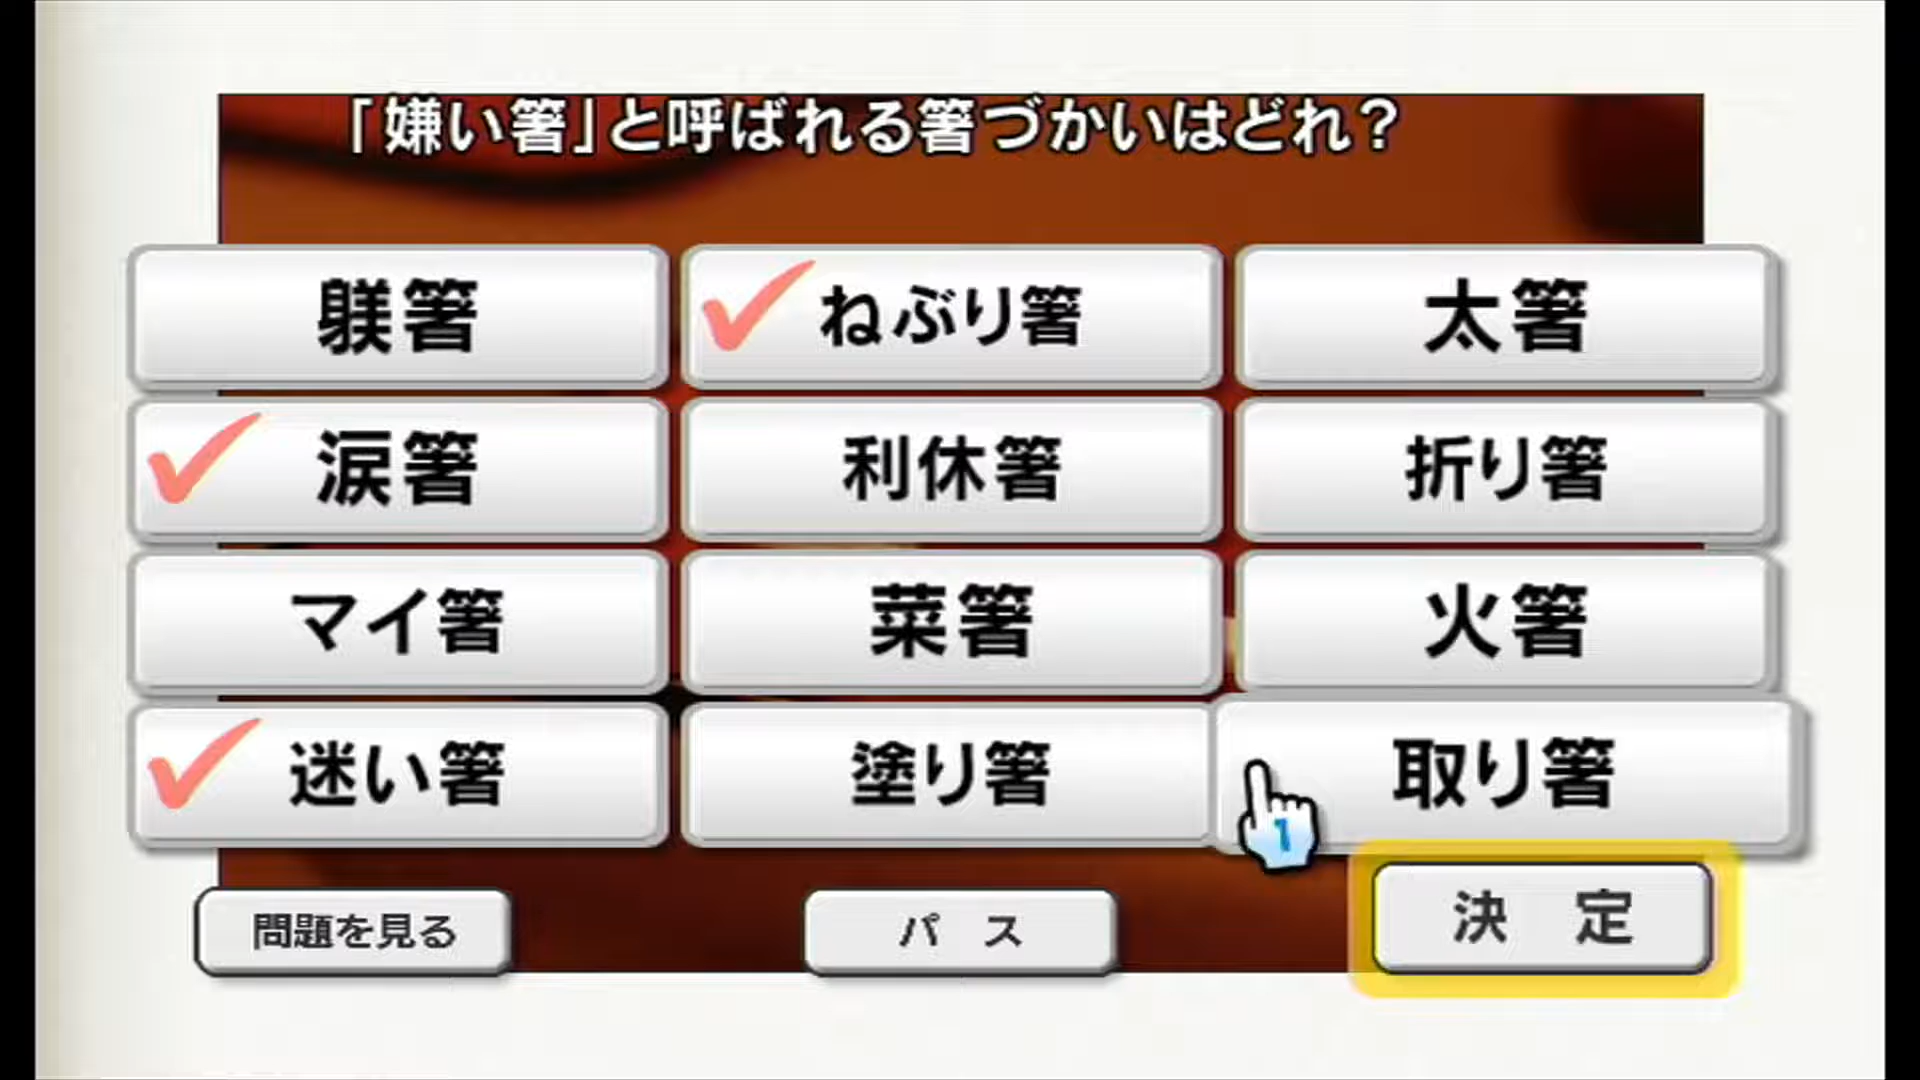 「嫌い箸」と呼ばれる箸づかいはどれ？
躾箸
ねぶり箸
太箸
涙箸
利休箸
折り箸
マイ箸
菜箸
火箸
迷い箸
塗り箸
取り箸
1
問題を見る
パス
決定